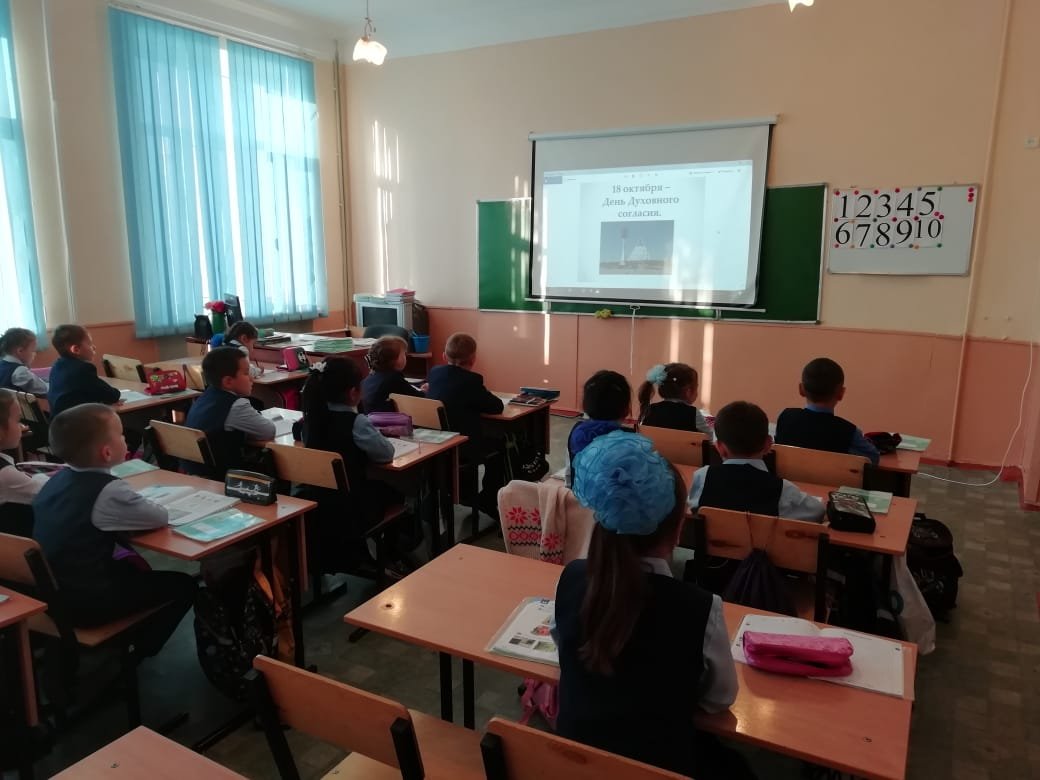 18 октября –
День Духовного
согласия.
12345
678910